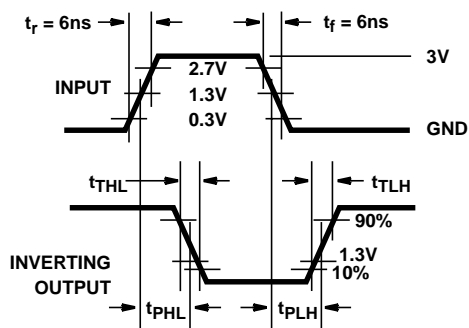 tr = 6ns
tf = 6ns
3V
2.7V
INPUT
1.3V
0.3V
GND
tTHL
tTLH
90%
1.3V
INVERTING
10%
OUTPUT
tPHL
tPLH